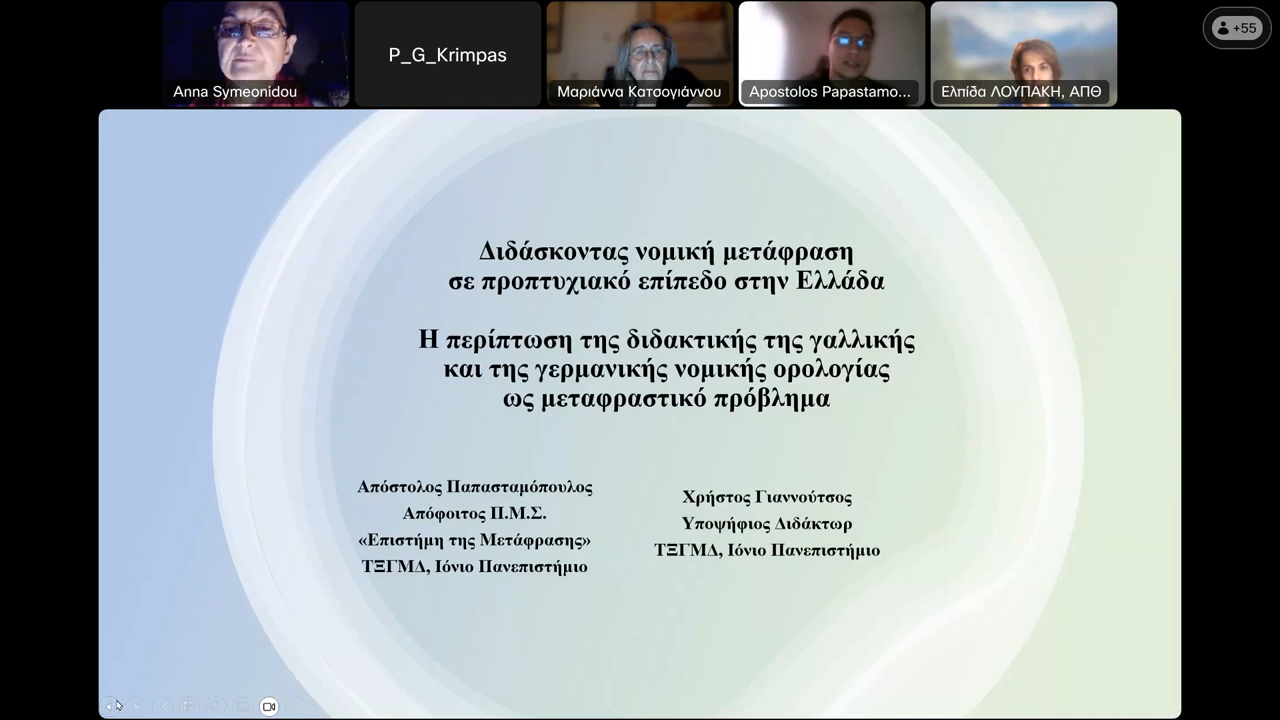 Anna Symeonidou
P_G_Krimpas
Μαριάννα Κατσογιάννου
Apostolos Papastamo...
Ελπίδα ΛΟΥΠΑΚΗ, ΑΠΘ
+55
Διδάσκοντας νομική μετάφραση
σε προπτυχιακό επίπεδο στην Ελλάδα
Η περίπτωση της διδακτικής της γαλλικής
και της γερμανικής νομικής ορολογίας
ως μεταφραστικό πρόβλημα
Απόστολος Παπασταμόπουλος
Απόφοιτος Π.Μ.Σ.
«Επιστήμη της Μετάφρασης»
ΤΞΓΜΔ, Ιόνιο Πανεπιστήμιο
Χρήστος Γιαννούτσος
Υποψήφιος Διδάκτωρ
ΤΞΓΜΔ, Ιόνιο Πανεπιστήμιο